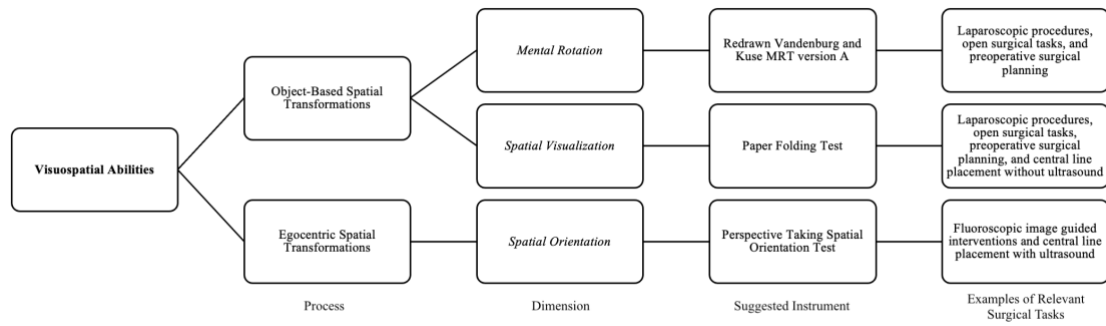 Visuospatial Abilities
Object-Based Spatial
Transformations
Egocentric Spatial
Transformations
Process
Mental Rotation
Spatial Visualization
Spatial Orientation
Dimension
Redrawn Vandenburg and
Kuse MRT version A
Paper Folding Test
Perspective Taking Spatial
Orientation Test
Suggested Instrument
Laparoscopic procedures,
open surgical tasks, and
preoperative surgical
planning
Laparoscopic procedures,
open surgical tasks,
preoperative surgical
planning, and central line
placement without ultrasound
Fluoroscopic image guided
interventions and central line
placement with ultrasound
Examples of Relevant
Surgical Tasks